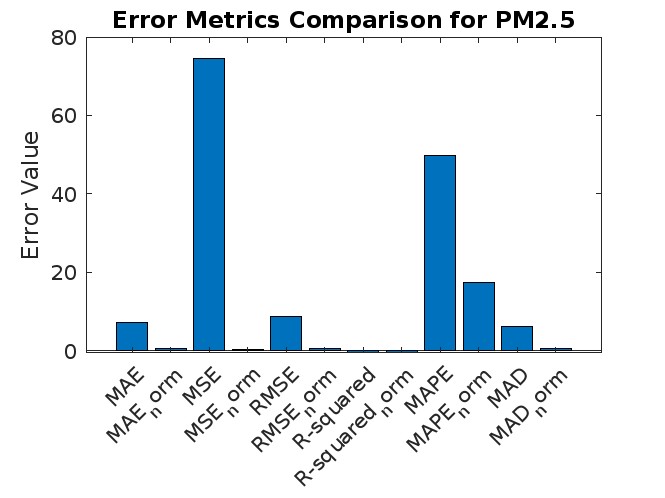 Error Metrics Comparison for PM2.5
Error Value
80
60
40
20
0
MAE
MAE_norm
MSE
MSE_norm
RMSE
RMSE_norm
R-squared
R-squared_norm
MAPE
MAPE_norm
MAD
MAD_norm